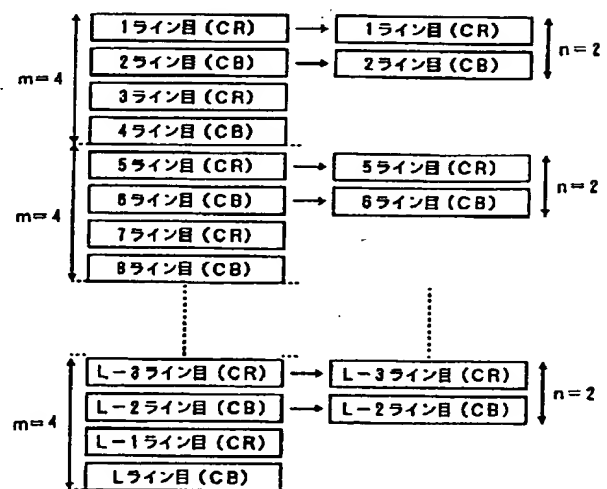 1ライン目(CR) → 1ライン目(CR)
2ライン目(CB) → 2ライン目(CB)
n=2
m=4
3ライン目(CR)
4ライン目(CB)
5ライン目(CR) → 5ライン目(CR)
6ライン目(CB) → 6ライン目(CB)
n=2
m=4
7ライン目(CR)
8ライン目(CB)
L-3ライン目(CR) → L-3ライン目(CR)
L-2ライン目(CB) → L-2ライン目(CB)
n=2
m=4
L-1ライン目(CR)
Lライン目(CB)